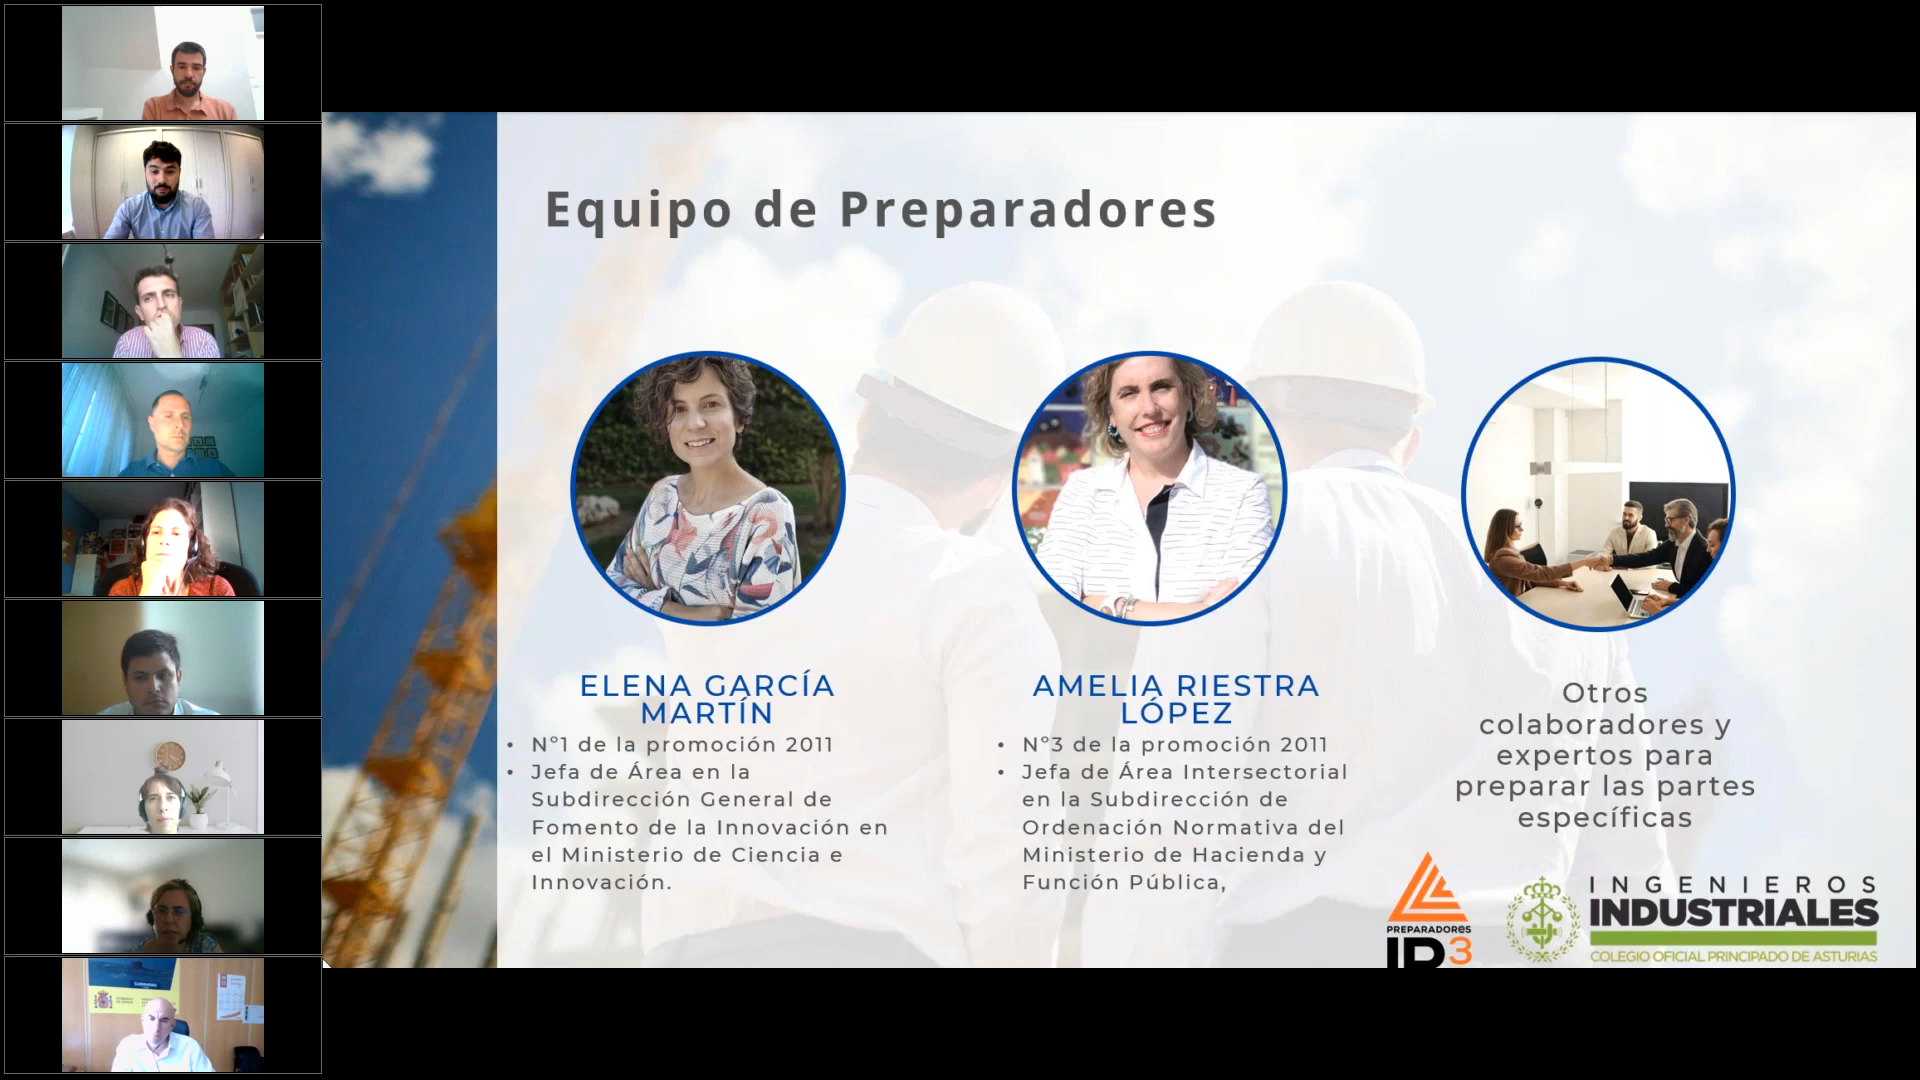 Equipo de Preparadores
ELENA GARCÍA
MARTÍN
• Nº1 de la promoción 2011
• Jefa de Área en la
Subdirección General de
Fomento de la Innovación en
el Ministerio de Ciencia e
Innovación.
AMELIA RIESTRA
LÓPEZ
• Nº3 de la promoción 2011
• Jefa de Área Intersectorial
en la Subdirección de
Ordenación Normativa del
Ministerio de Hacienda y
Función Pública,
Otros
colaboradores y
expertos para
preparar las partes
específicas
PREPARADORES
IP3
INGENIEROS
INDUSTRIALES
COLEGIO OFICIAL PRINCIPADO DE ASTURIAS